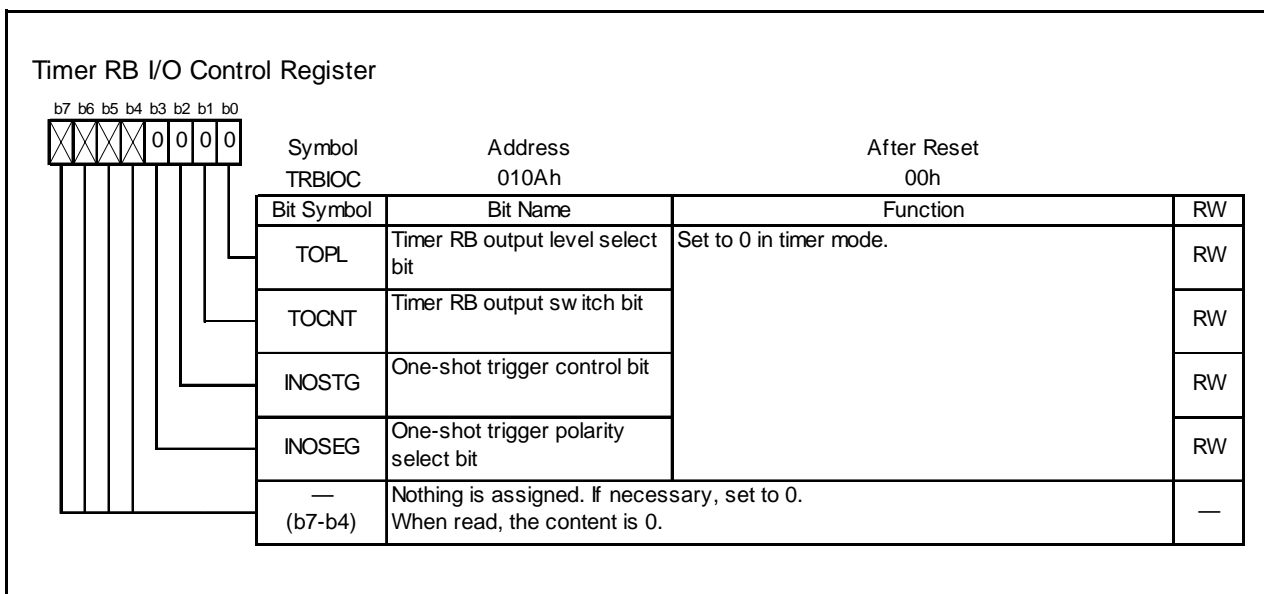 Timer RB I/O Control Register
b7 b6 b5 b4 b3 b2 b1 b0
0 0 0 0
Symbol Address After Reset
TRBIOC 010Ah 00h
Bit Symbol Bit Name Function RW
TOPL Timer RB output level select bit Set to 0 in timer mode. RW
TOCNT Timer RB output switch bit RW
INOSTG One-shot trigger control bit RW
INOSEG One-shot trigger polarity select bit RW
— (b7-b4) Nothing is assigned. If necessary, set to 0. —
When read, the content is 0.